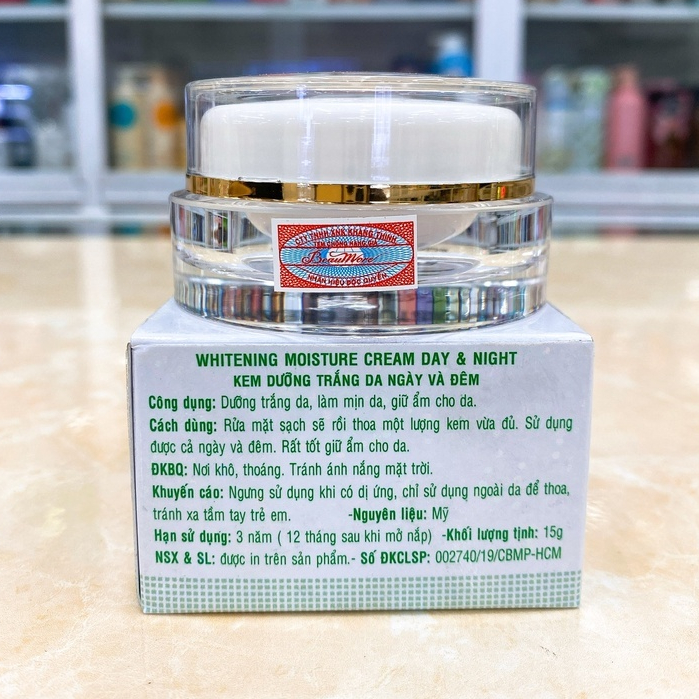 BeauMore
NHÃN HIỆU ĐỘC QUYỀN
WHITENING MOISTURE CREAM DAY & NIGHT
KEM DƯỠNG TRẮNG DA NGÀY VÀ ĐÊM
Công dụng: Dưỡng trắng da, làm mịn da, giữ ẩm cho da.
Cách dùng: Rửa mặt sạch sẽ rồi thoa một lượng kem vừa đủ. Sử dụng
được cả ngày và đêm. Rất tốt giữ ẩm cho da.
ĐKBQ: Nơi khô, thoáng. Tránh ánh nắng mặt trời.
Khuyến cáo: Ngưng sử dụng khi có dị ứng, chỉ sử dụng ngoài da để thoa,
tránh xa tầm tay trẻ em. -Nguyên liệu: Mỹ
Hạn sử dụng: 3 năm ( 12 tháng sau khi mở nắp) -Khối lượng tịnh: 15g
NSX & SL: được in trên sản phẩm.- Số ĐKCLSP: 002740/19/CBMP-HCM